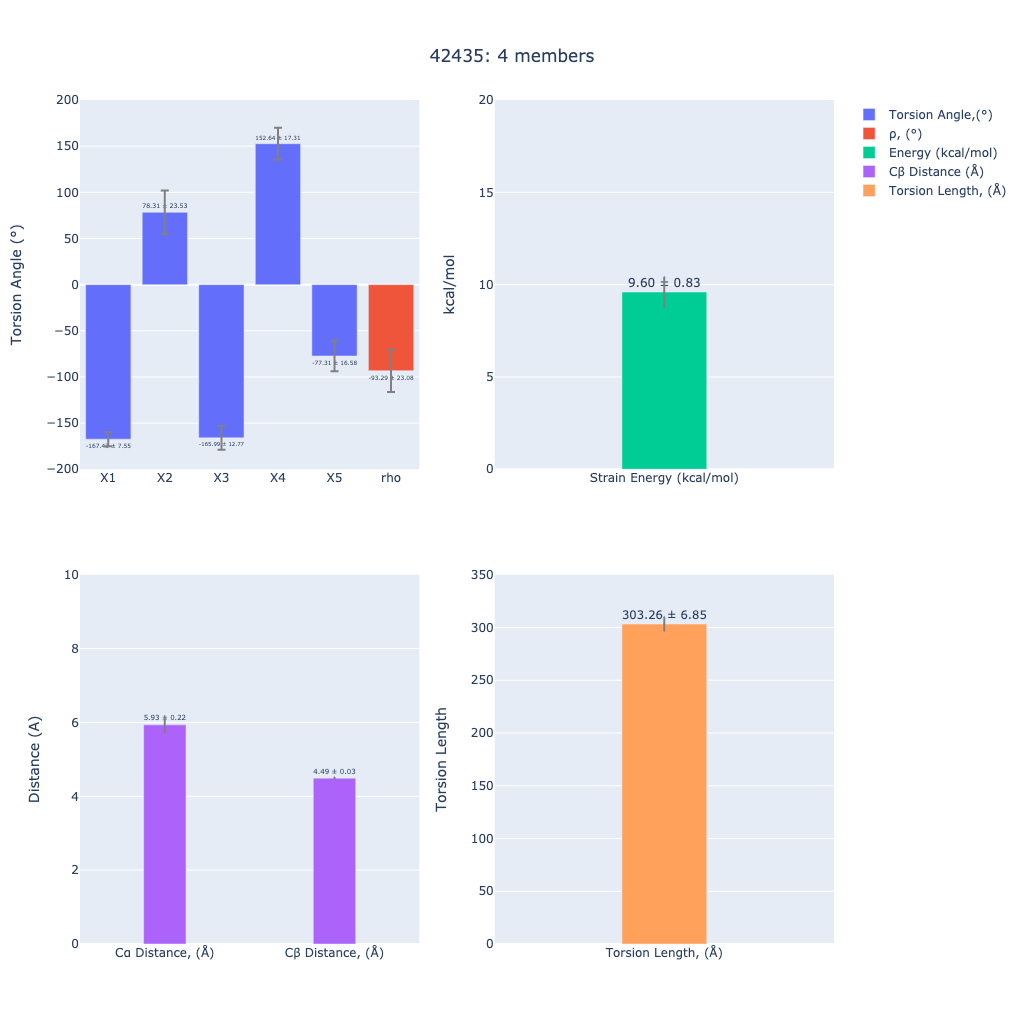 42435: 4 members
Torsion Angle (°)
200
150
100
50
0
−50
−100
−150
−200
78.31 ± 23.53
152.64 ± 17.31
-165.99 ± 12.77
-77.31 ± 16.58
-93.29 ± 23.08
± 7.55
X1 X2 X3 X4 X5 rho
kcal/mol
20
15
10
5
0
9.60 ± 0.83
Strain Energy (kcal/mol)
Torsion Angle,(°)
ρ, (°)
Energy (kcal/mol)
Cβ Distance (Å)
Torsion Length, (Å)
Distance (A)
10
8
6
4
2
0
5.93 ± 0.22
4.49 ± 0.03
Cα Distance, (Å) Cβ Distance, (Å)
Torsion Length
350
300
250
200
150
100
50
0
303.26 ± 6.85
Torsion Length, (Å)